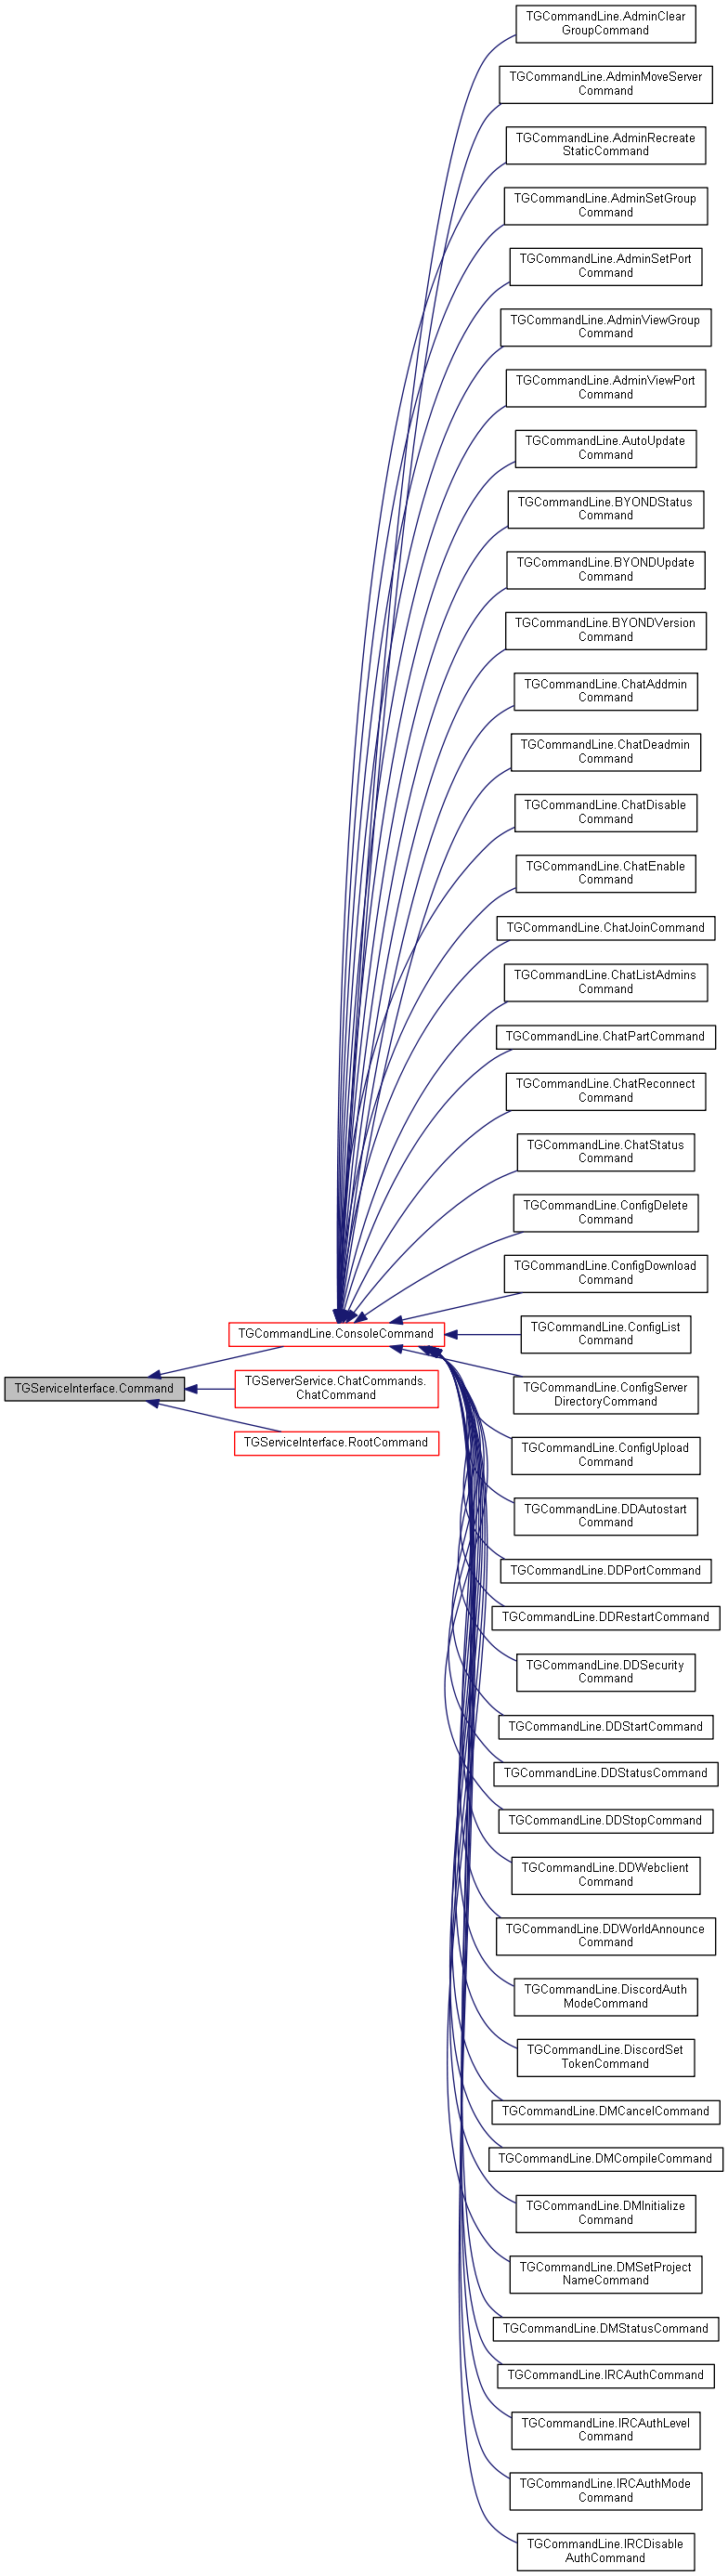 TGCommandLine.AdminClear
GroupCommand
TGCommandLine.AdminMoveServer
Command
TGCommandLine.AdminRecreate
StaticCommand
TGCommandLine.AdminSetGroup
Command
TGCommandLine.AdminSetPort
Command
TGCommandLine.AdminViewGroup
Command
TGCommandLine.AdminViewPort
Command
TGCommandLine.AutoUpdate
Command
TGCommandLine.BYONDStatus
Command
TGCommandLine.BYONDUpdate
Command
TGCommandLine.BYONDVersion
Command
TGCommandLine.ChatAddmin
Command
TGCommandLine.ChatDeadmin
Command
TGCommandLine.ChatDisable
Command
TGCommandLine.ChatEnable
Command
TGCommandLine.ChatJoinCommand
TGCommandLine.ChatListAdmins
Command
TGCommandLine.ChatPartCommand
TGCommandLine.ChatReconnect
Command
TGCommandLine.ChatStatus
Command
TGCommandLine.ConfigDelete
Command
TGCommandLine.ConfigDownload
Command
TGCommandLine.ConsoleCommand
TGCommandLine.ConfigList
Command
TGServiceInterface.Command
TGServerService.ChatCommands.
ChatCommand
TGCommandLine.ConfigServer
DirectoryCommand
TGServiceInterface.RootCommand
TGCommandLine.ConfigUpload
Command
TGCommandLine.DDAutostart
Command
TGCommandLine.DDPortCommand
TGCommandLine.DDRestartCommand
TGCommandLine.DDSecurity
Command
TGCommandLine.DDStartCommand
TGCommandLine.DDStatusCommand
TGCommandLine.DDStopCommand
TGCommandLine.DDWebclient
Command
TGCommandLine.DDWorldAnnounce
Command
TGCommandLine.DiscordAuth
ModeCommand
TGCommandLine.DiscordSet
TokenCommand
TGCommandLine.DMCancelCommand
TGCommandLine.DMCompileCommand
TGCommandLine.DMInitialize
Command
TGCommandLine.DMSetProject
NameCommand
TGCommandLine.DMStatusCommand
TGCommandLine.IRCAuthCommand
TGCommandLine.IRCAuthLevel
Command
TGCommandLine.IRCAuthMode
Command
TGCommandLine.IRCDisable
AuthCommand